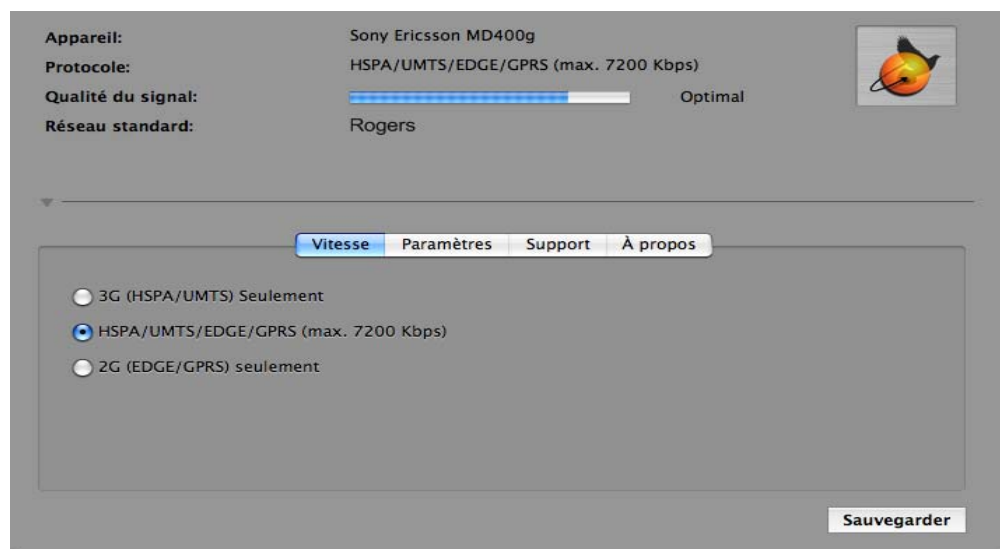 Appareil: Sony Ericsson MD400g
Protocole: HSPA/UMTS/EDGE/GPRS (max. 7200 Kbps)
Qualité du signal: Optimal
Réseau standard: Rogers
Vitesse Paramètres Support À propos
3G (HSPA/UMTS) Seulement
HSPA/UMTS/EDGE/GPRS (max. 7200 Kbps)
2G (EDGE/GPRS) seulement
Sauvegarder